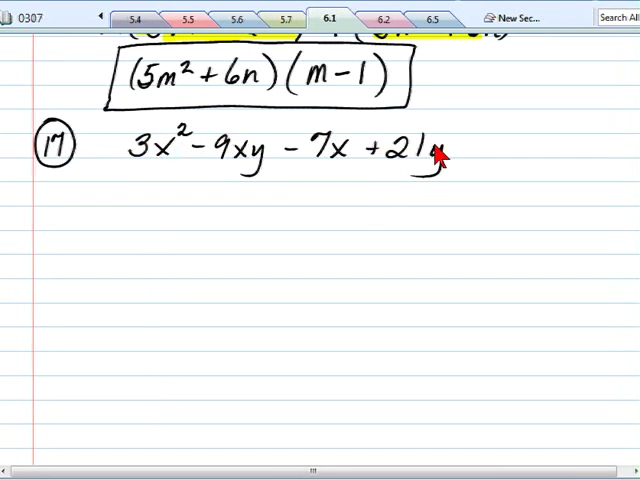 0307 5.4 5.5 5.6 5.7 6.1 6.2 6.5 New Sec... Search All
(5m² + 6n) (m - 1)
17 3x² - 9xy - 7x + 21y